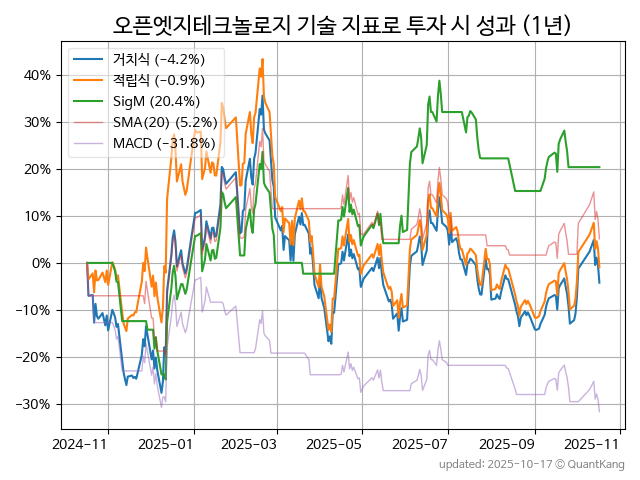 오픈엣지테크놀로지 기술 지표로 투자 시 성과 (1년)
거치식 (−4.2%)
적립식 (−0.9%)
SigM (20.4%)
SMA(20) (5.2%)
MACD (−31.8%)
40%
30%
20%
10%
0%
−10%
−20%
−30%
2024-11 2025-01 2025-03 2025-05 2025-07 2025-09 2025-11
updated: 2025-10-17 © QuantKang